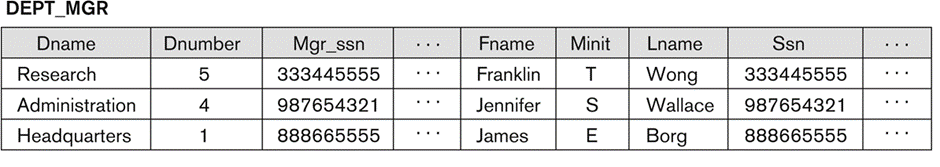 DEPT_MGR
Dname Dnumber Mgr_ssn ··· Fname Minit Lname Ssn ···
Research 5 333445555 ··· Franklin T Wong 333445555 ···
Administration 4 987654321 ··· Jennifer S Wallace 987654321 ···
Headquarters 1 888665555 ··· James E Borg 888665555 ···